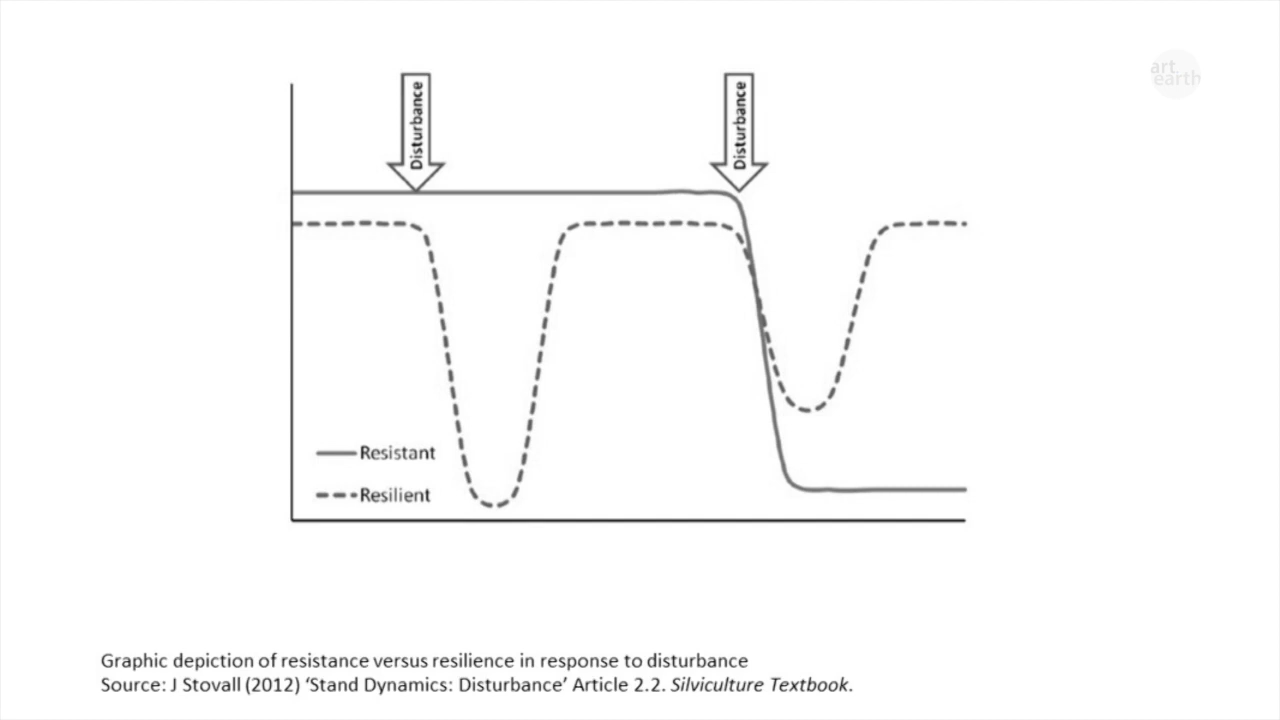 art
earth
Disturbance
Disturbance
Resistant
Resilient
Graphic depiction of resistance versus resilience in response to disturbance
Source: J Stovall (2012) ‘Stand Dynamics: Disturbance’ Article 2.2. Silviculture Textbook.